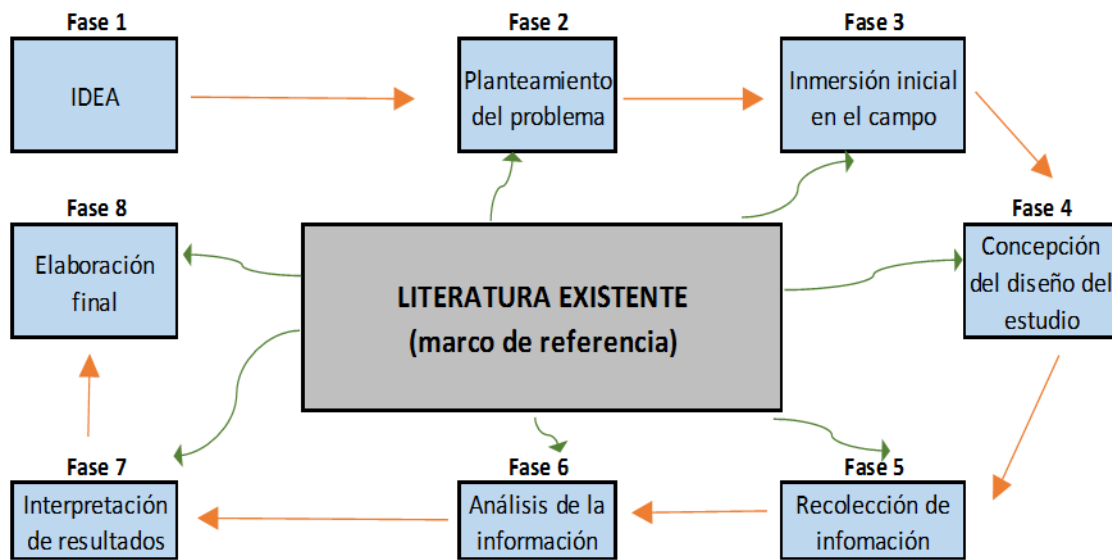 Fase 1
IDEA
Fase 2
Planteamiento
del problema
Fase 3
Inmersión inicial
en el campo
Fase 4
Concepción
del diseño del
estudio
Fase 8
Elaboración
final
LITERATURA EXISTENTE
(marco de referencia)
Fase 7
Interpretación
de resultados
Fase 6
Análisis de la
información
Fase 5
Recolección de
infomación